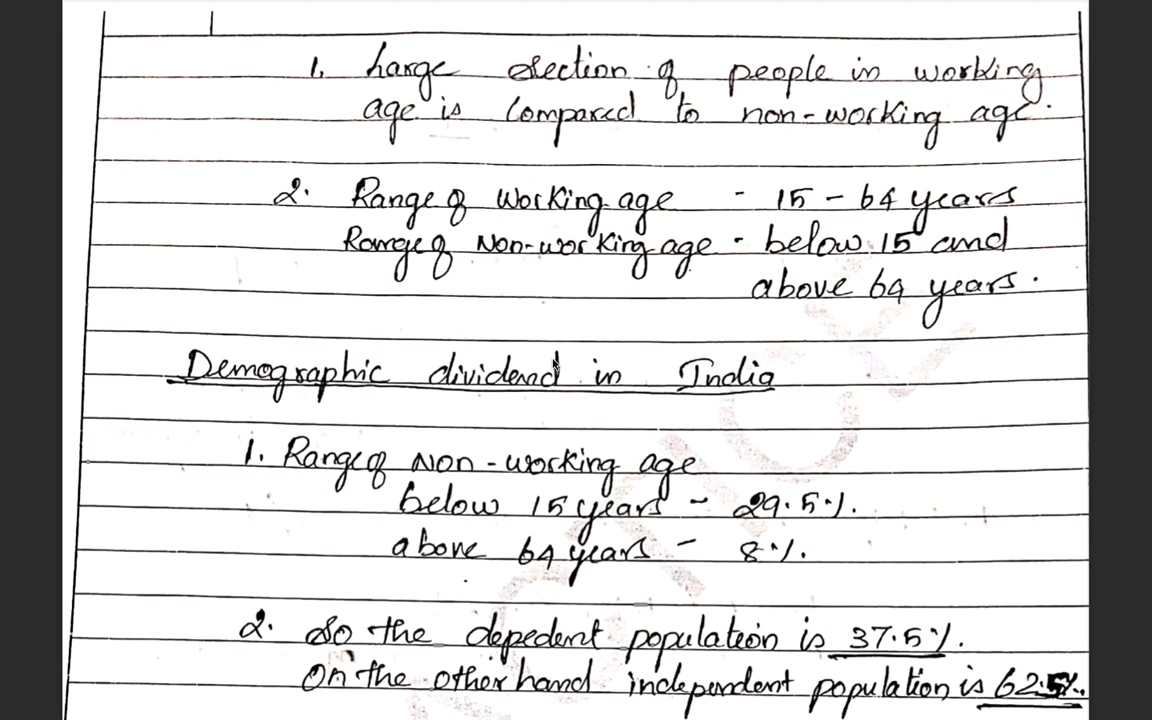 1. Large section of people in working
age is compared to non-working age.
2. Range of working age - 15 - 64 years
Range of Non-working age - below 15 and
above 64 years.
Demographic dividend in India
1. Range of Non-working age
below 15 years - 29.5%.
above 64 years - 8%.
2. So the depedent population is 37.5%.
On the other hand independent population is 62.5%.